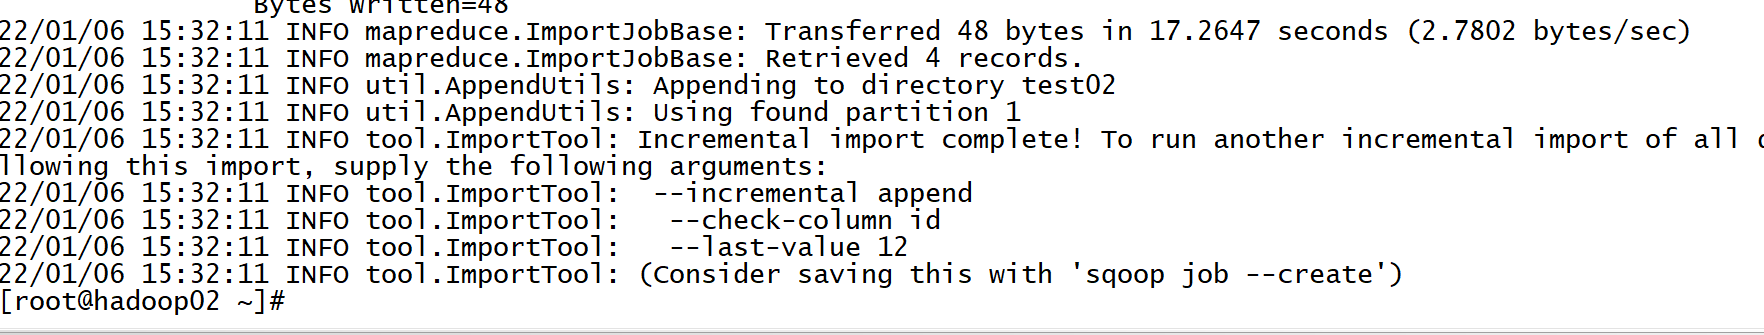 Bytes Written=48
22/01/06 15:32:11 INFO mapreduce.ImportJobBase: Transferred 48 bytes in 17.2647 seconds (2.7802 bytes/sec)
22/01/06 15:32:11 INFO mapreduce.ImportJobBase: Retrieved 4 records.
22/01/06 15:32:11 INFO util.AppendUtils: Appending to directory test02
22/01/06 15:32:11 INFO util.AppendUtils: Using found partition 1
22/01/06 15:32:11 INFO tool.ImportTool: Incremental import complete! To run another incremental import of all
llowing this import, supply the following arguments:
22/01/06 15:32:11 INFO tool.ImportTool:  --incremental append
22/01/06 15:32:11 INFO tool.ImportTool:   --check-column id
22/01/06 15:32:11 INFO tool.ImportTool:   --last-value 12
22/01/06 15:32:11 INFO tool.ImportTool: (Consider saving this with 'sqoop job --create')
[root@hadoop02 ~]#